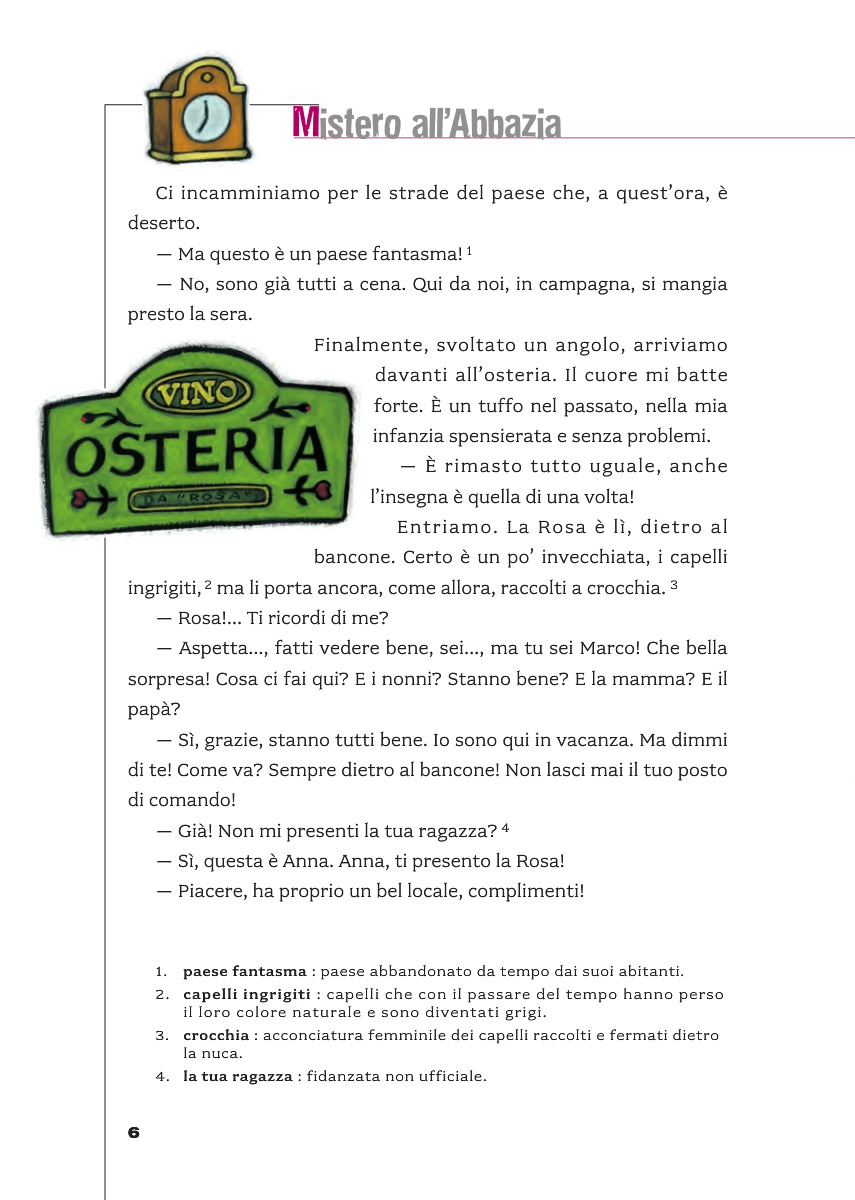 Mistero all'Abbazia
Ci incamminiamo per le strade del paese che, a quest'ora, è
deserto.
— Ma questo è un paese fantasma! 1
— No, sono già tutti a cena. Qui da noi, in campagna, si mangia
presto la sera.
Finalmente, svoltato un angolo, arriviamo
davanti all'osteria. Il cuore mi batte
forte. È un tuffo nel passato, nella mia
infanzia spensierata e senza problemi.
— È rimasto tutto uguale, anche
l'insegna è quella di una volta!
VINO
OSTERIA
DA "ROSA"
Entriamo. La Rosa è lì, dietro al
bancone. Certo è un po' invecchiata, i capelli
ingrigiti, 2 ma li porta ancora, come allora, raccolti a crocchia. 3
— Rosa!... Ti ricordi di me?
— Aspetta..., fatti vedere bene, sei..., ma tu sei Marco! Che bella
sorpresa! Cosa ci fai qui? E i nonni? Stanno bene? E la mamma? E il
papà?
— Sì, grazie, stanno tutti bene. Io sono qui in vacanza. Ma dimmi
di te! Come va? Sempre dietro al bancone! Non lasci mai il tuo posto
di comando!
— Già! Non mi presenti la tua ragazza? 4
— Sì, questa è Anna. Anna, ti presento la Rosa!
— Piacere, ha proprio un bel locale, complimenti!
1. paese fantasma : paese abbandonato da tempo dai suoi abitanti.
2. capelli ingrigiti : capelli che con il passare del tempo hanno perso
il loro colore naturale e sono diventati grigi.
3. crocchia : acconciatura femminile dei capelli raccolti e fermati dietro
la nuca.
4. la tua ragazza : fidanzata non ufficiale.
6